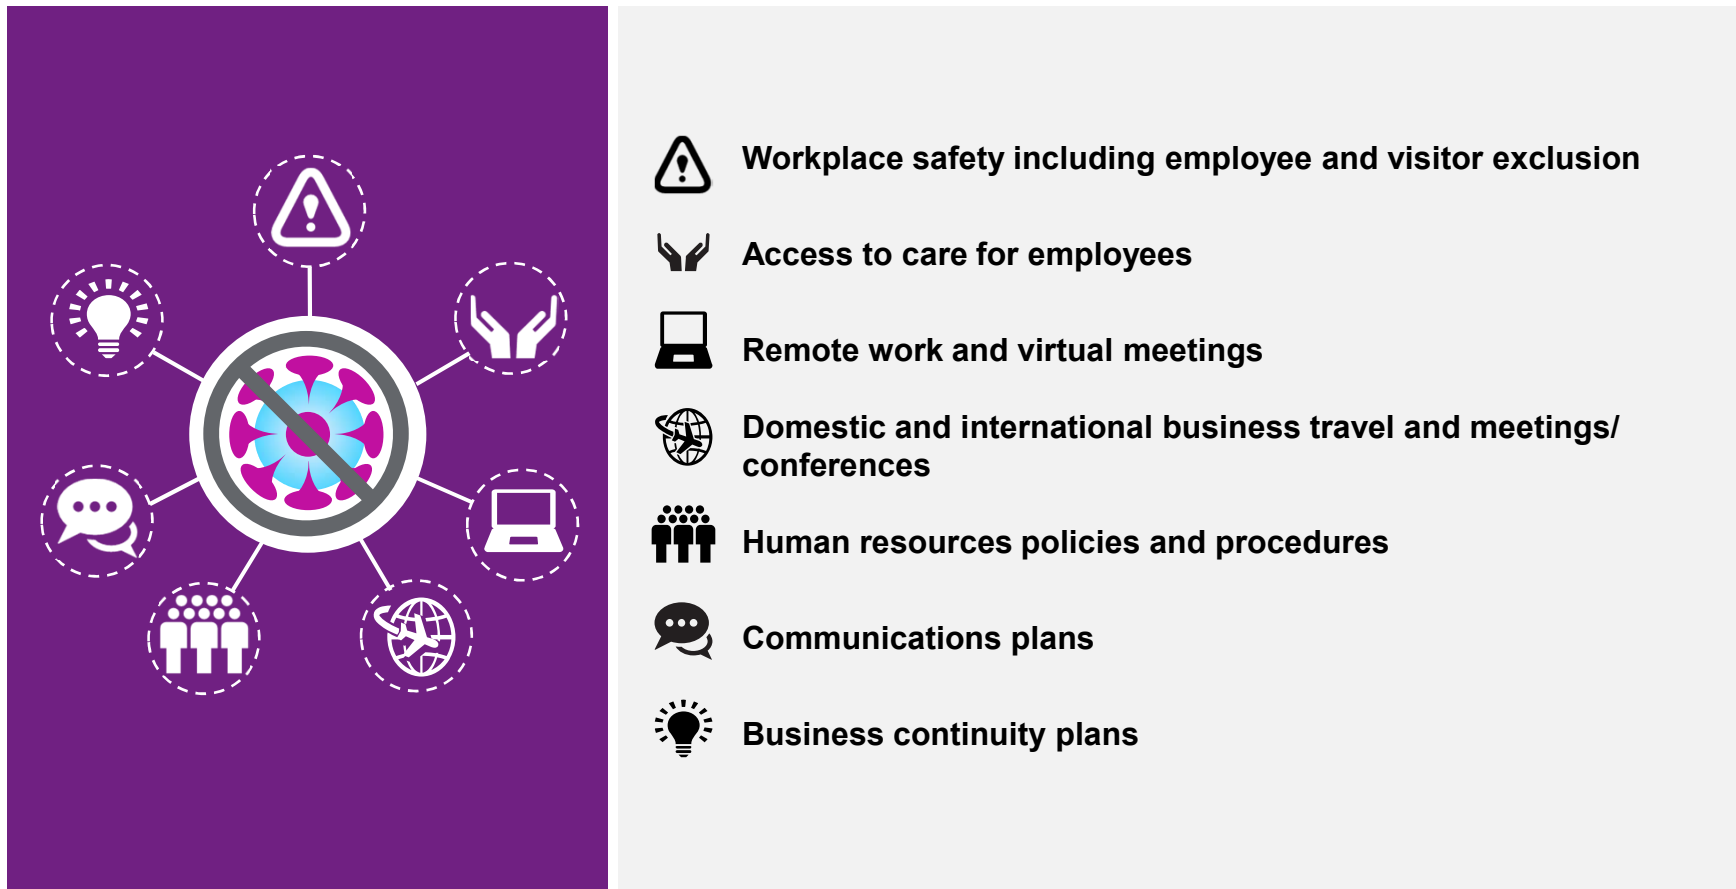 Workplace safety including employee and visitor exclusion
Access to care for employees
Remote work and virtual meetings
Domestic and international business travel and meetings/
conferences
Human resources policies and procedures
Communications plans
Business continuity plans